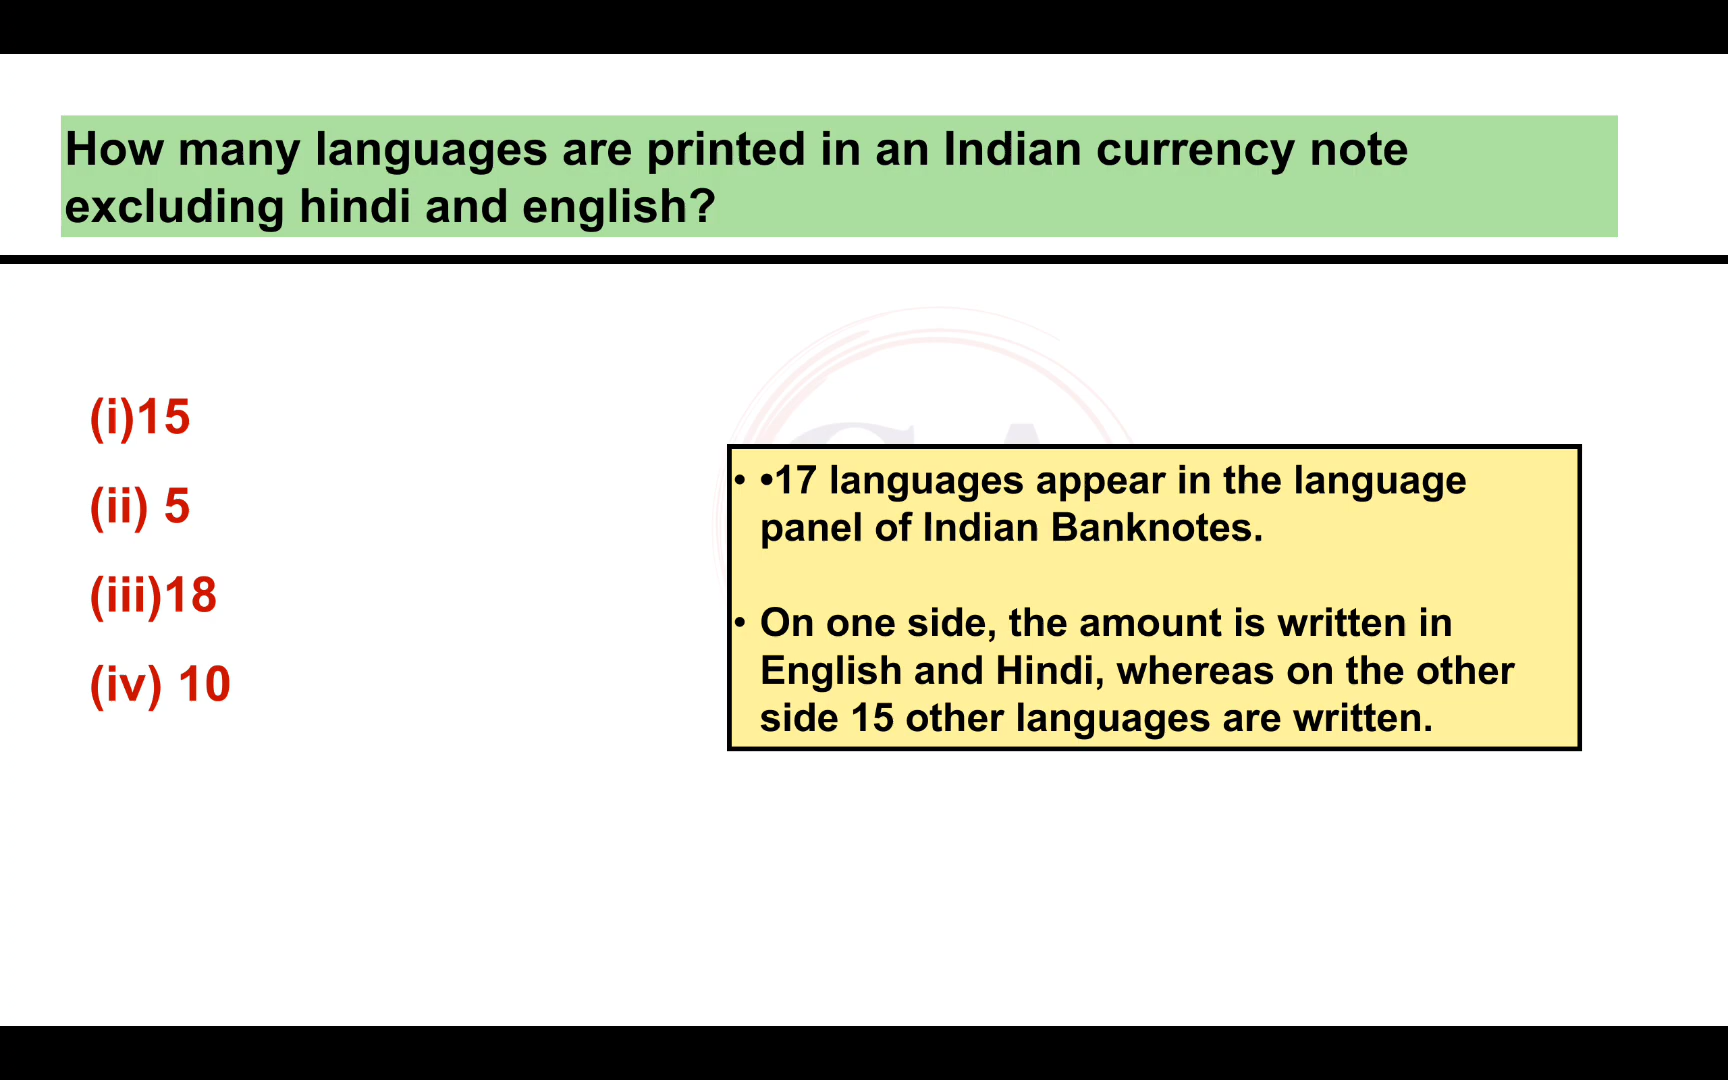 How many languages are printed in an Indian currency note
excluding hindi and english?
(i)15
(ii) 5
(iii)18
(iv) 10
• •17 languages appear in the language
panel of Indian Banknotes.
• On one side, the amount is written in
English and Hindi, whereas on the other
side 15 other languages are written.